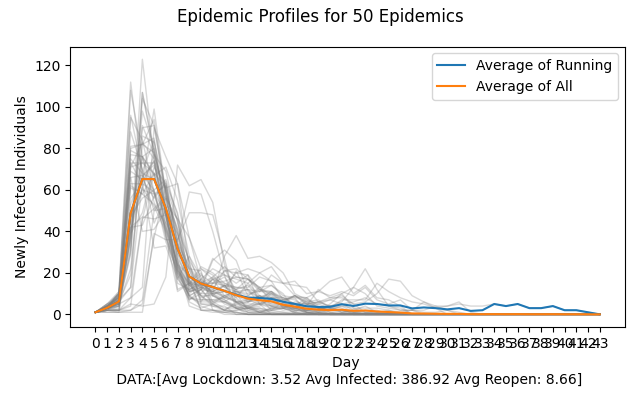 Epidemic Profiles for 50 Epidemics
Average of Running
Average of All
Newly Infected Individuals
120
100
80
60
40
20
0
0 1 2 3 4 5 6 7 8 9 10 11 12 13 14 15 16 17 18 19 20 21 22 23 24 25 26 27 28 29 30 31 32 33 34 35 36 37 38 39 40 41 42 43
Day
DATA:[Avg Lockdown: 3.52 Avg Infected: 386.92 Avg Reopen: 8.66]